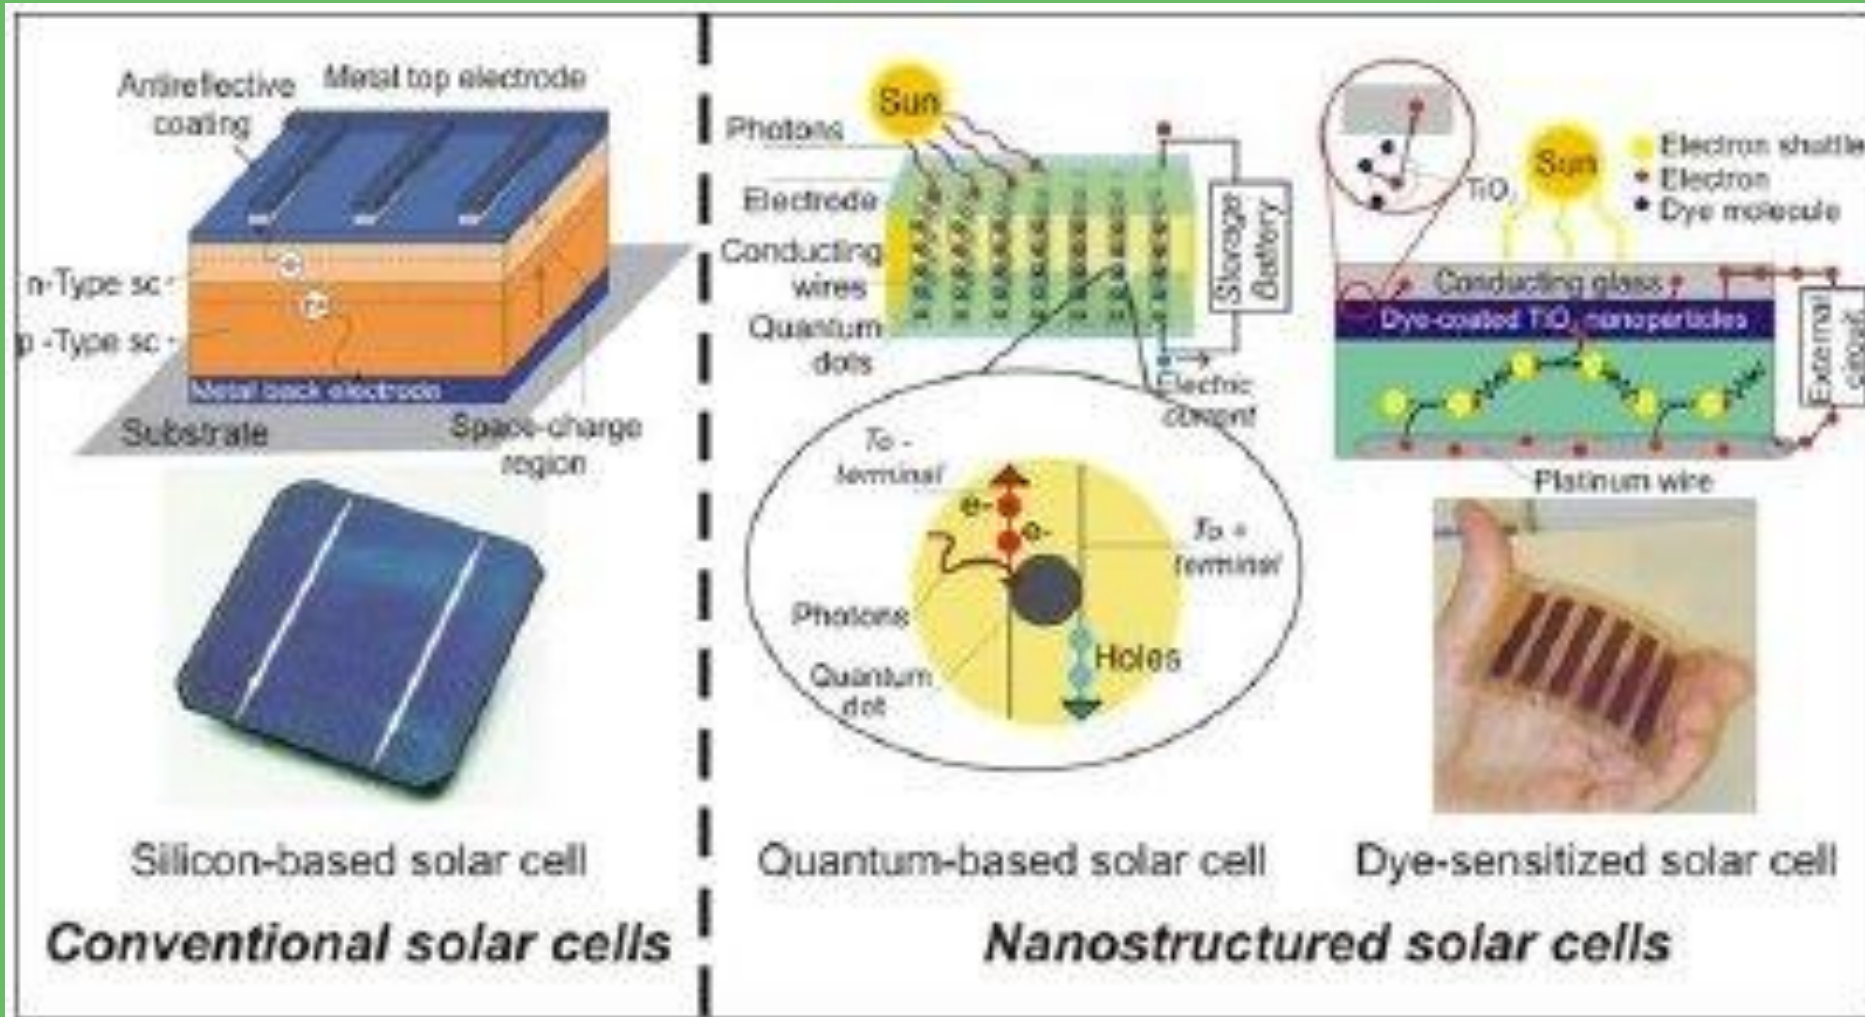 Antireflective
coating
Metal top electrode
n-Type sc
p-Type sc
Metal back electrode
Substrate
Space-charge
region
Silicon-based solar cell
Conventional solar cells
Sun
Photons
Electrode
Conducting
wires
Quantum
dots
Storage
Battery
Electric
current
To -
terminal
e-
e-
To +
terminal
Photons
Quantum
dot
Holes
Quantum-based solar cell
TiO2
Sun
Electron shuttle
Electron
Dye molecule
Conducting glass
Dye-coated TiO2 nanoparticles
External
circuit
Platinum wire
Dye-sensitized solar cell
Nanostructured solar cells